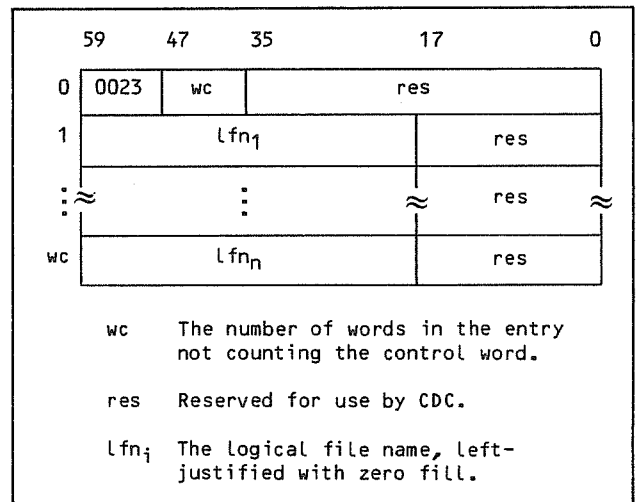 59 47 35 17 0
0 0023 wc res
1 lfn1 res
⋮ ≈ ⋮ ≈ res ≈
wc lfnn res
wc The number of words in the entry
not counting the control word.
res Reserved for use by CDC.
lfni The logical file name, left-
justified with zero fill.